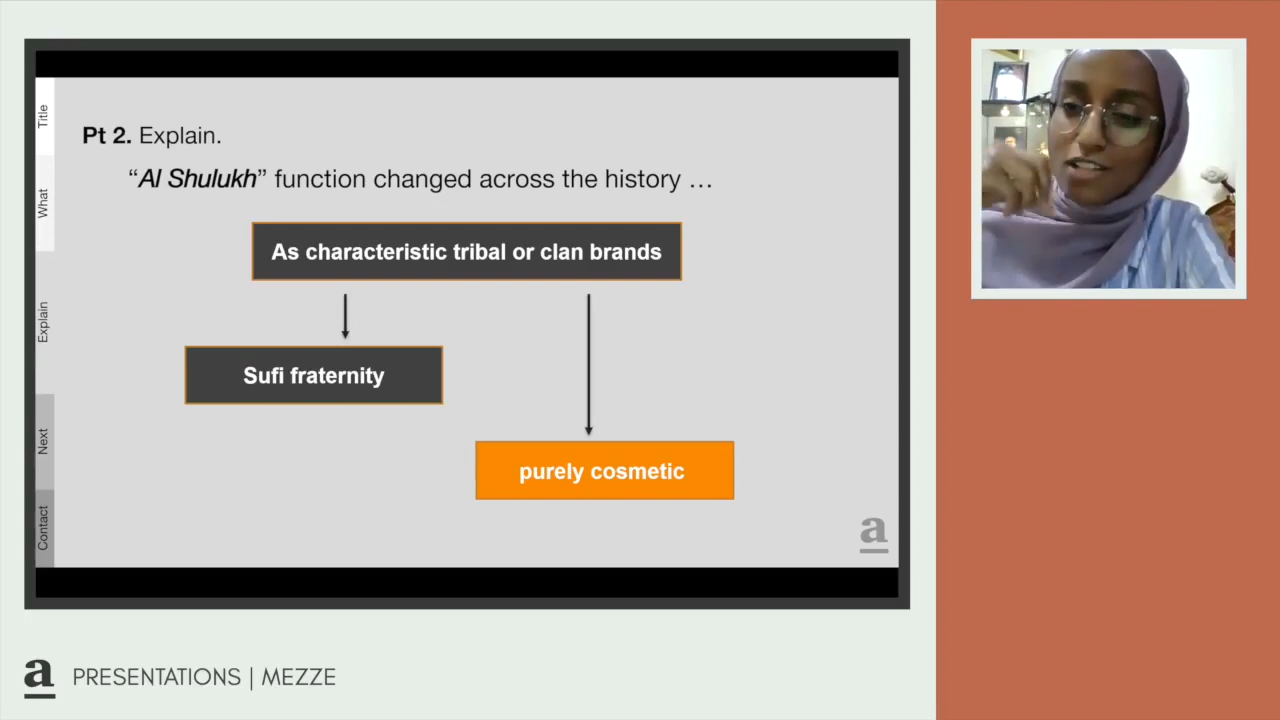 Title
What
Explain
Next
Contact
Pt 2. Explain.
“Al Shulukh” function changed across the history …
As characteristic tribal or clan brands
Sufi fraternity
purely cosmetic
a
a PRESENTATIONS | MEZZE